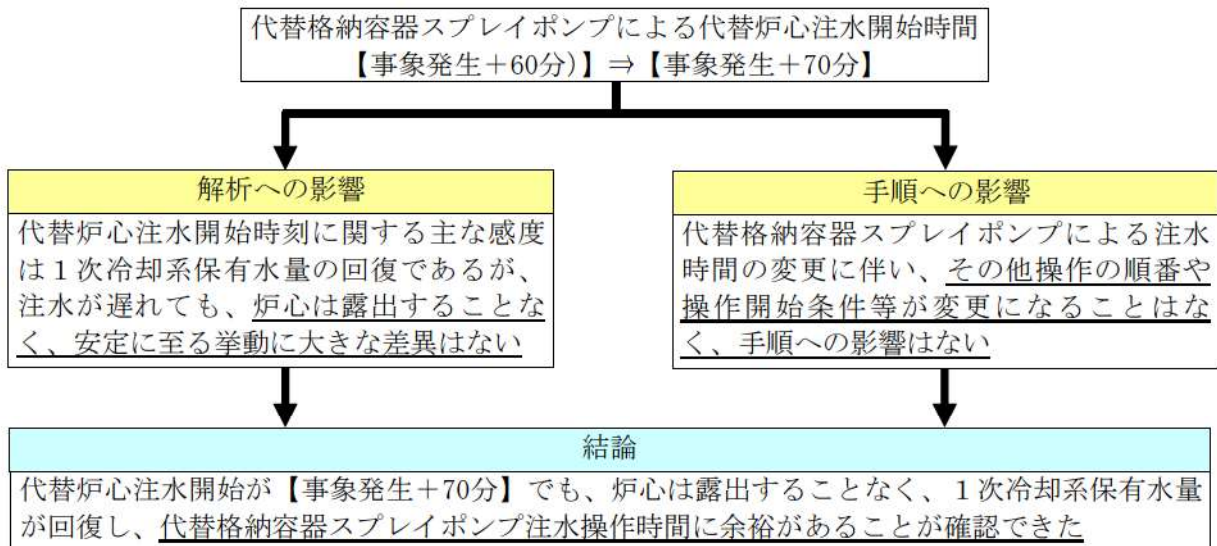 代替格納容器スプレイポンプによる代替炉心注水開始時間
【事象発生+60分)】⇒【事象発生+70分】
解析への影響
代替炉心注水開始時刻に関する主な感度
は1次冷却系保有水量の回復であるが、
注水が遅れても、炉心は露出することな
く、安定に至る挙動に大きな差異はない
手順への影響
代替格納容器スプレイポンプによる注水
時間の変更に伴い、その他操作の順番や
操作開始条件等が変更になることはな
く、手順への影響はない
結論
代替炉心注水開始が【事象発生+70分】でも、炉心は露出することなく、1次冷却系保有水量
が回復し、代替格納容器スプレイポンプ注水操作時間に余裕があることが確認できた